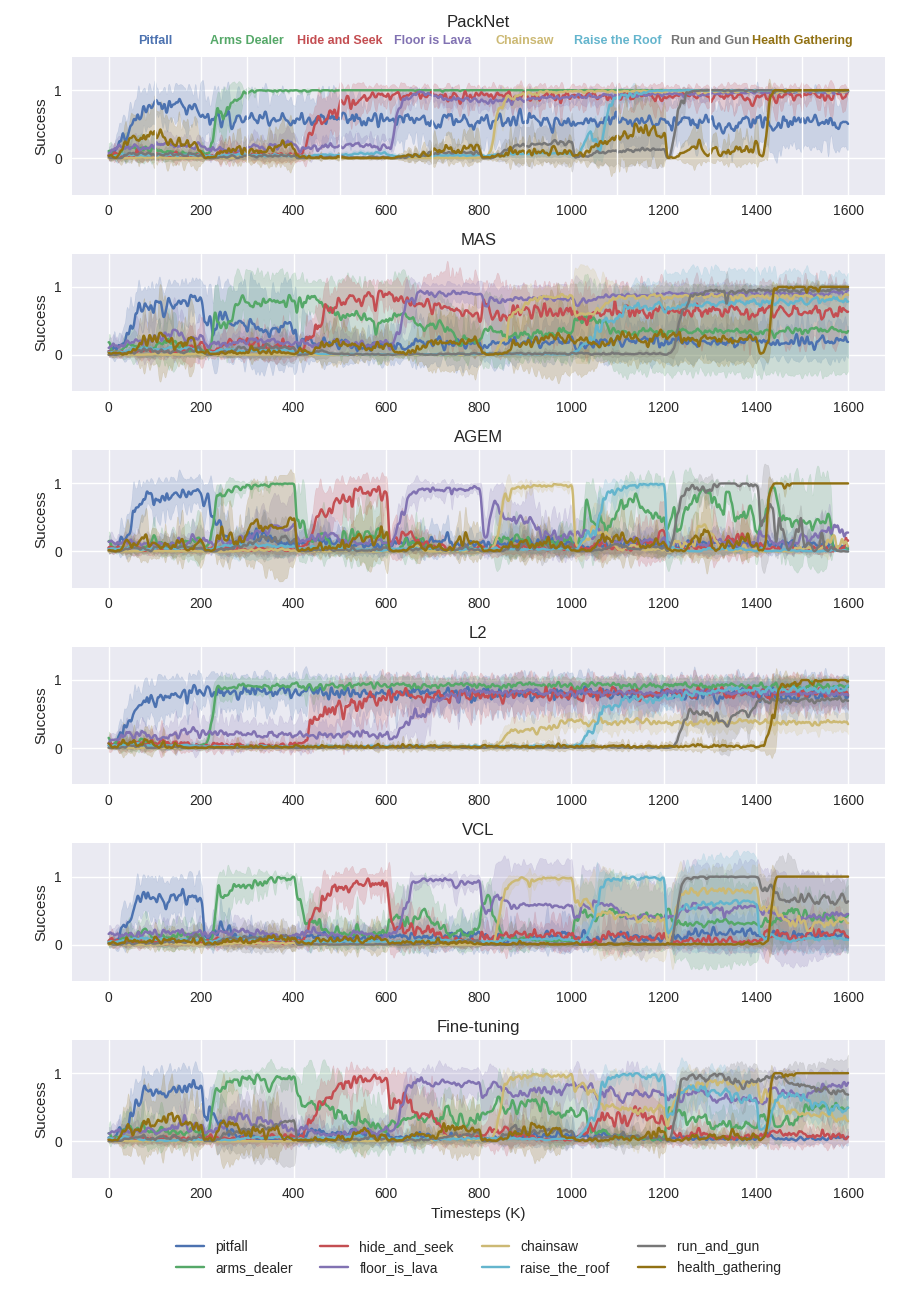 PackNet
Pitfall Arms Dealer Hide and Seek Floor is Lava Chainsaw Raise the Roof Run and Gun Health Gathering
1
Success
0
0 200 400 600 800 1000 1200 1400 1600
MAS
1
Success
0
0 200 400 600 800 1000 1200 1400 1600
AGEM
1
Success
0
0 200 400 600 800 1000 1200 1400 1600
L2
1
Success
0
0 200 400 600 800 1000 1200 1400 1600
VCL
1
Success
0
0 200 400 600 800 1000 1200 1400 1600
Fine-tuning
1
Success
0
0 200 400 600 800 1000 1200 1400 1600
Timesteps (K)
pitfall hide_and_seek chainsaw run_and_gun
arms_dealer floor_is_lava raise_the_roof health_gathering